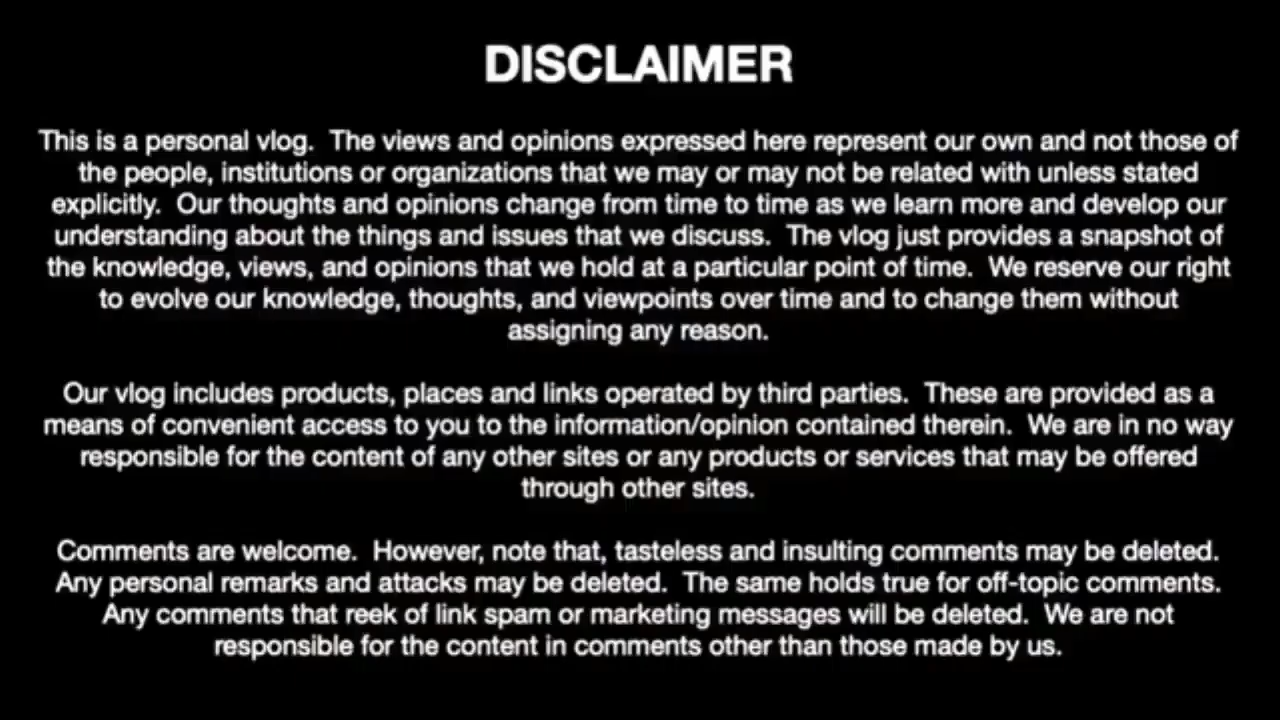 DISCLAIMER
This is a personal vlog.  The views and opinions expressed here represent our own and not those of
the people, institutions or organizations that we may or may not be related with unless stated
explicitly.  Our thoughts and opinions change from time to time as we learn more and develop our
understanding about the things and issues that we discuss.  The vlog just provides a snapshot of
the knowledge, views, and opinions that we hold at a particular point of time.  We reserve our right
to evolve our knowledge, thoughts, and viewpoints over time and to change them without
assigning any reason.
Our vlog includes products, places and links operated by third parties.  These are provided as a
means of convenient access to you to the information/opinion contained therein.  We are in no way
responsible for the content of any other sites or any products or services that may be offered
through other sites.
Comments are welcome.  However, note that, tasteless and insulting comments may be deleted.
Any personal remarks and attacks may be deleted.  The same holds true for off-topic comments.
Any comments that reek of link spam or marketing messages will be deleted.  We are not
responsible for the content in comments other than those made by us.